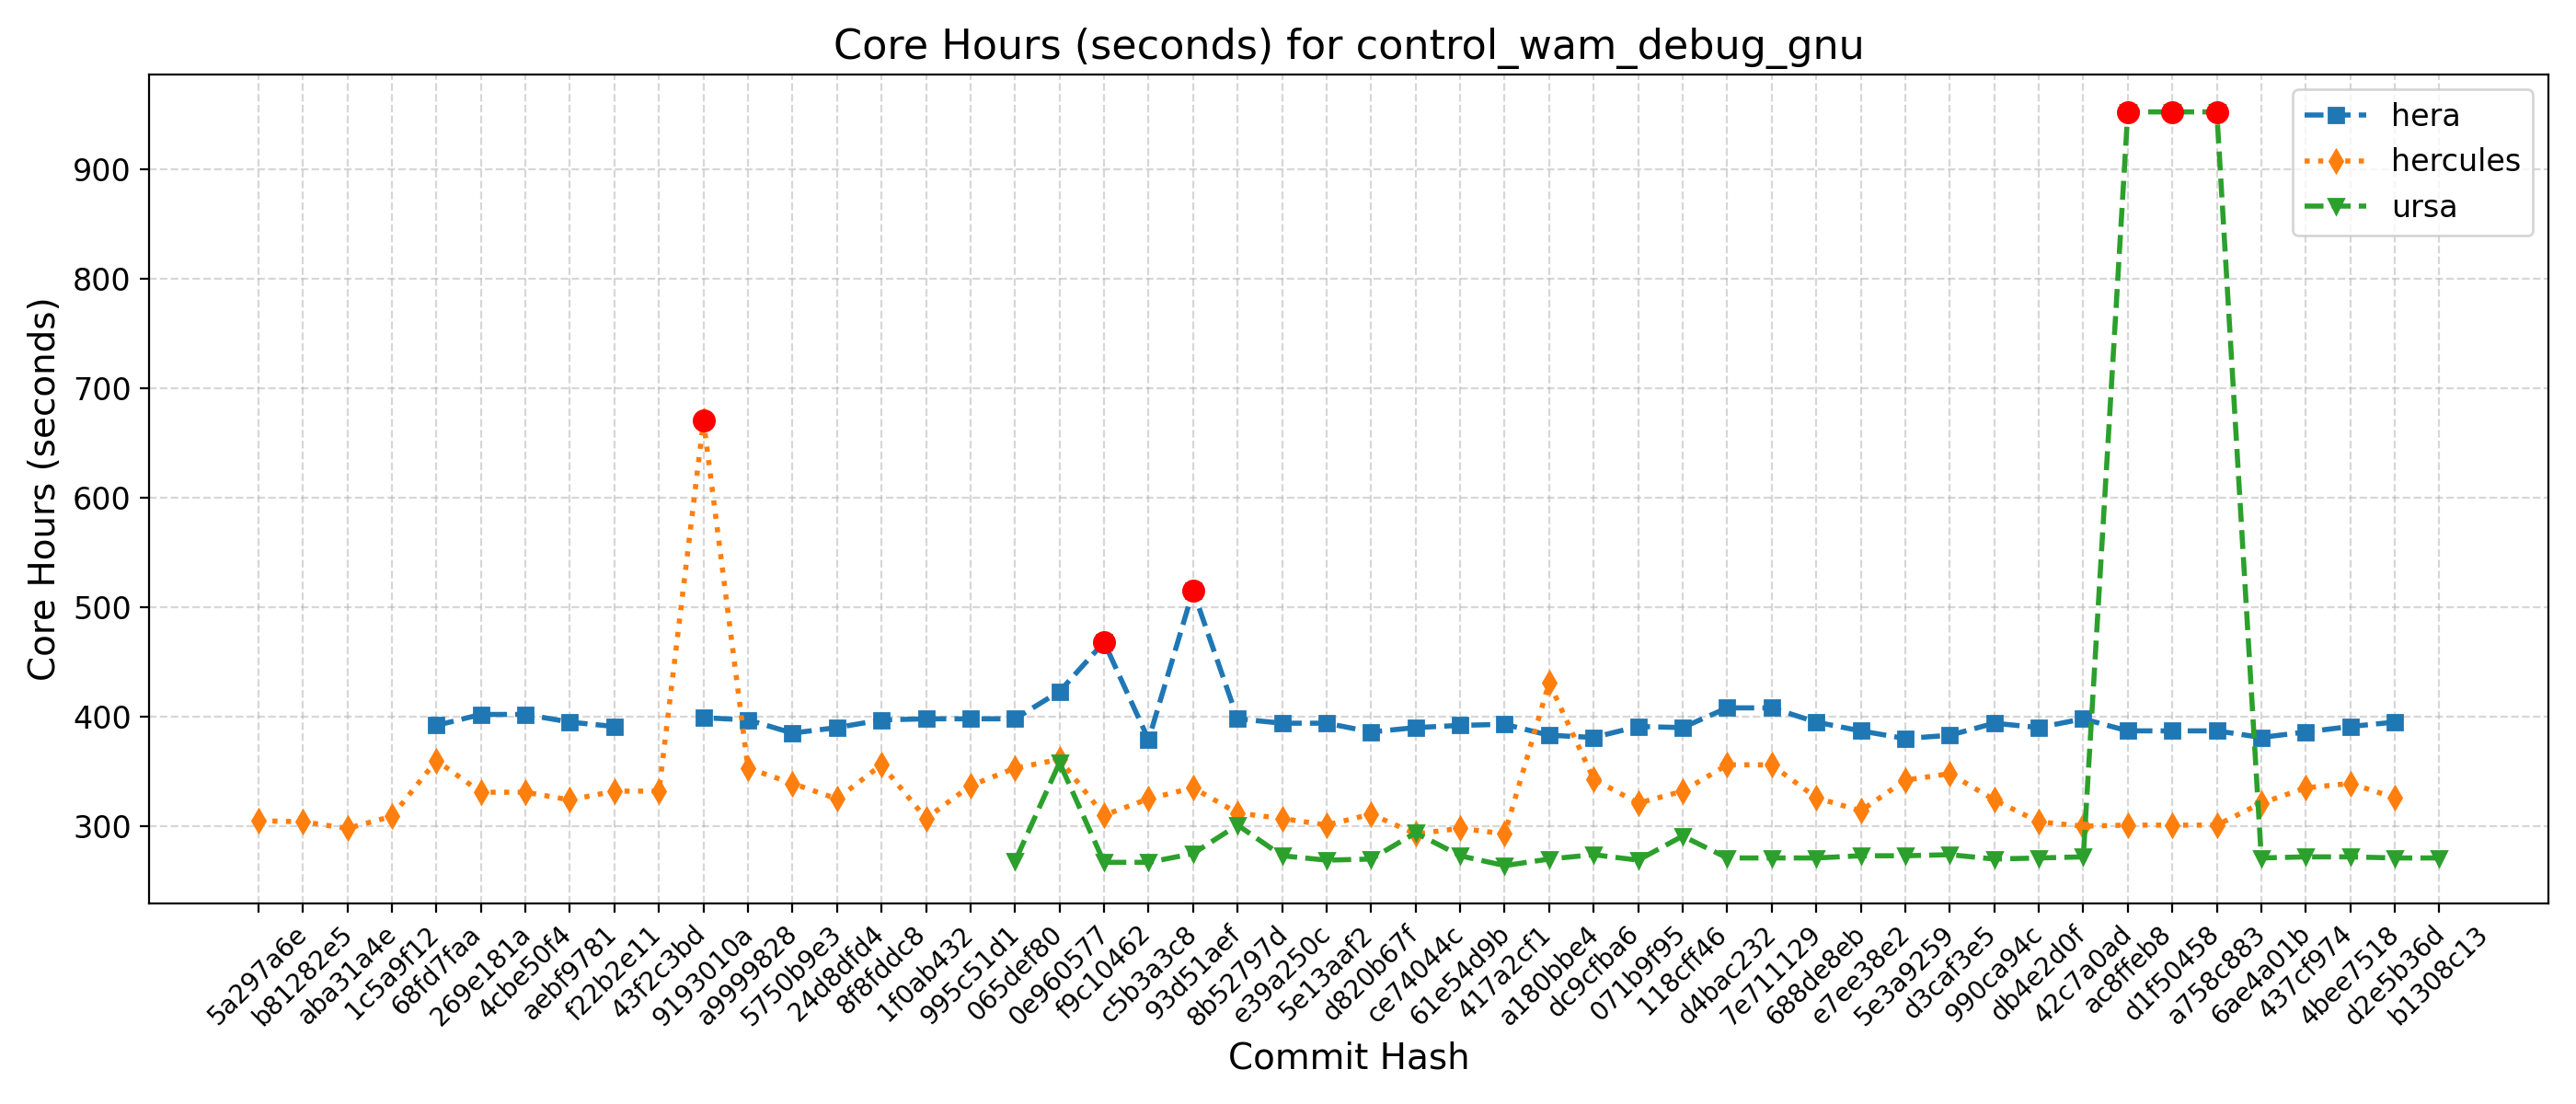 Core Hours (seconds) for control_wam_debug_gnu
hera
hercules
ursa
Core Hours (seconds)
900
800
700
600
500
400
300
5a297a6e
b81282e5
aba31a4e
1c5a9f12
68fd7faa
269e181a
4cbe50f4
aebf9781
f22b2e11
43f2c3bd
9193010a
a9999828
5750b9e3
24d8dfd4
8f8fddc8
1f0ab432
995c51d1
065def80
0e960577
f9c10462
c5b3a3c8
93d51aef
8b52797d
e39a250c
5e13aaf2
d820b67f
ce74044c
61e54d9b
417a2cf1
a180bbe4
dc9cfba6
071b9f95
118cff46
d4bac232
7e711129
688de8eb
e7ee38e2
5e3a9259
d3caf3e5
990ca94c
db4e2d0f
42c7a0ad
ac8ffeb8
d1f50458
a758c883
6ae4a01b
437cf974
4bee7518
d2e5b36d
b1308c13
Commit Hash